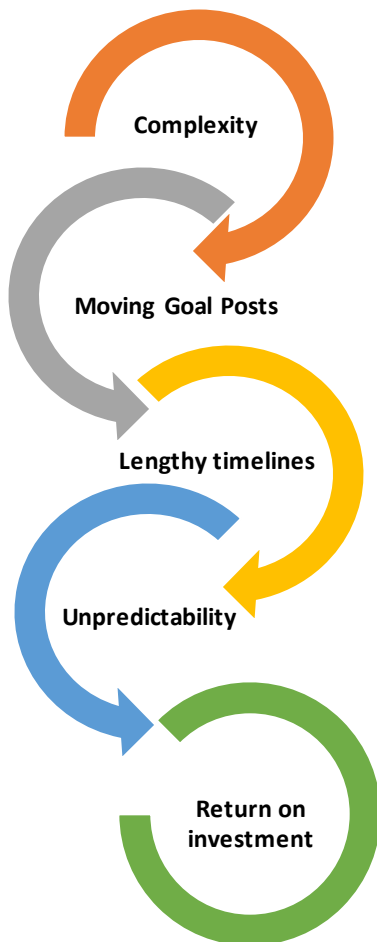 Complexity
Moving Goal Posts
Lengthy timelines
Unpredictability
Return on
investment